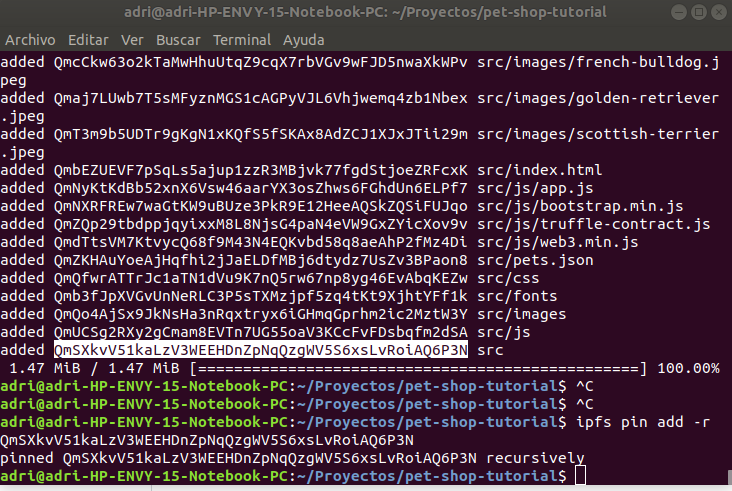 adri@adri-HP-ENVY-15-Notebook-PC: ~/Proyectos/pet-shop-tutorial
Archivo Editar Ver Buscar Terminal Ayuda
added QmcCkw63o2kTaMwHhuUtqZ9cqX7rbVGv9wFJD5nwaXkWPv src/images/french-bulldog.j
peg
added Qmaj7LUwb7T5sMFyznMGS1cAGPyVJL6Vhjwemq4zb1Nbex src/images/golden-retriever
.jpeg
added QmT3m9b5UDTr9gKgN1xKQfS5fSKAx8AdZCJ1XJxJTii29m src/images/scottish-terrier
.jpeg
added QmbEZUEVF7pSqLs5ajup1zzR3MBjvk77fgdStjoeZRFcxK src/index.html
added QmNyKtKdBb52xnX6Vsw46aarYX3osZhws6FGhdUn6ELPf7 src/js/app.js
added QmNXRFREw7waGtKW9uBUze3PkR9E12HeeAQSkZQSiFUJqo src/js/bootstrap.min.js
added QmZQp29tbdppjqyixxM8L8NjsG4paN4eVW9GxZYicXov9v src/js/truffle-contract.js
added QmdTtsVM7KtvycQ68f9M43N4EQKvbd58q8aeAhP2fMz4Di src/js/web3.min.js
added QmZKHAuYoeAjHqfhi2jJaELDfMBj6dtydz7UsZv3BPaon8 src/pets.json
added QmQfwrATTrJc1aTN1dVu9K7nQ5rw67np8yg46EvAbqKEZw src/css
added Qmb3fJpXVGvUnNeRLC3P5sTXMzjpf5zq4tKt9XjhtYFf1k src/fonts
added QmQo4AjSx9JkNsHa3nRqxtryx6iGHmqGprhm2ic2MztW3Y src/images
added QmUCSg2RXy2gCmam8EVTn7UG55oaV3KCcFvFDsbqfm2dSA src/js
added QmSXkvV51kaLzV3WEEHDnZpNqQzgWV5S6xsLvRoiAQ6P3N src
1.47 MiB / 1.47 MiB [=================================================] 100.00%
adri@adri-HP-ENVY-15-Notebook-PC:~/Proyectos/pet-shop-tutorial$ ^C
adri@adri-HP-ENVY-15-Notebook-PC:~/Proyectos/pet-shop-tutorial$ ^C
adri@adri-HP-ENVY-15-Notebook-PC:~/Proyectos/pet-shop-tutorial$ ipfs pin add -r
QmSXkvV51kaLzV3WEEHDnZpNqQzgWV5S6xsLvRoiAQ6P3N
pinned QmSXkvV51kaLzV3WEEHDnZpNqQzgWV5S6xsLvRoiAQ6P3N recursively
adri@adri-HP-ENVY-15-Notebook-PC:~/Proyectos/pet-shop-tutorial$